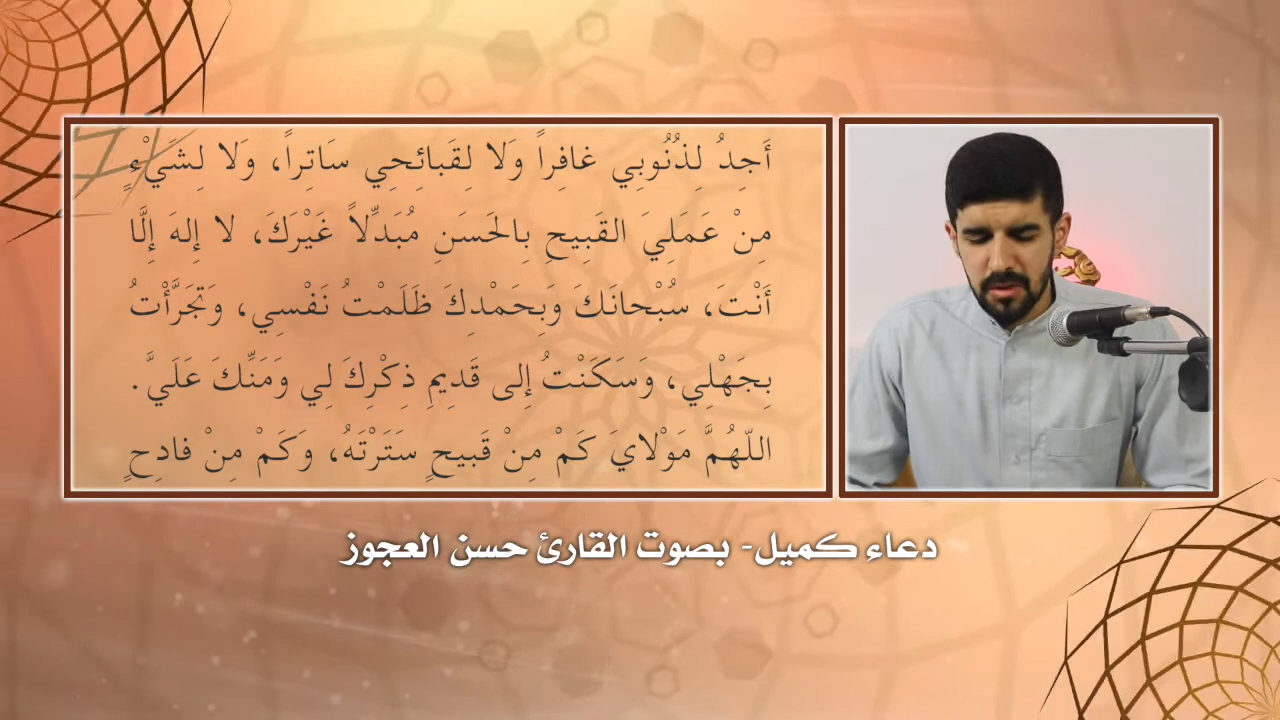 أَجِدُ لِذُنُوبِي غافِراً وَلا لِقَبائِحِي سَاتِراً، وَلا لِشَيْءٍ
مِنْ عَمَلِيَ القَبِيحِ بِالحَسَنِ مُبَدِّلاً غَيْرَكَ، لا إِلهَ إِلَّا
أَنْتَ، سُبْحانَكَ وَبِحَمْدِكَ ظَلَمْتُ نَفْسِي، وَتَجَرَّأْتُ
بِجَهْلِي، وَسَكَنْتُ إِلى قَدِيمِ ذِكْرِكَ لِي وَمَنِّكَ عَلَيَّ.
اللّهُمَّ مَوْلايَ كَمْ مِنْ قَبِيحٍ سَتَرْتَهُ، وَكَمْ مِنْ فادِحٍ
دعاء كميل- بصوت القارئ حسن العجوز